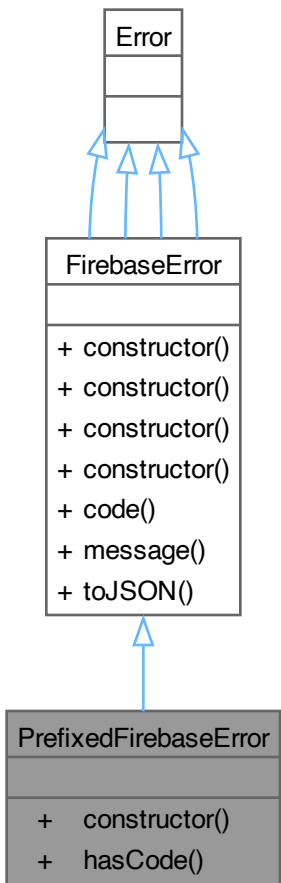 Error
FirebaseError
+ constructor()
+ constructor()
+ constructor()
+ constructor()
+ code()
+ message()
+ toJSON()
PrefixedFirebaseError
+ constructor()
+ hasCode()